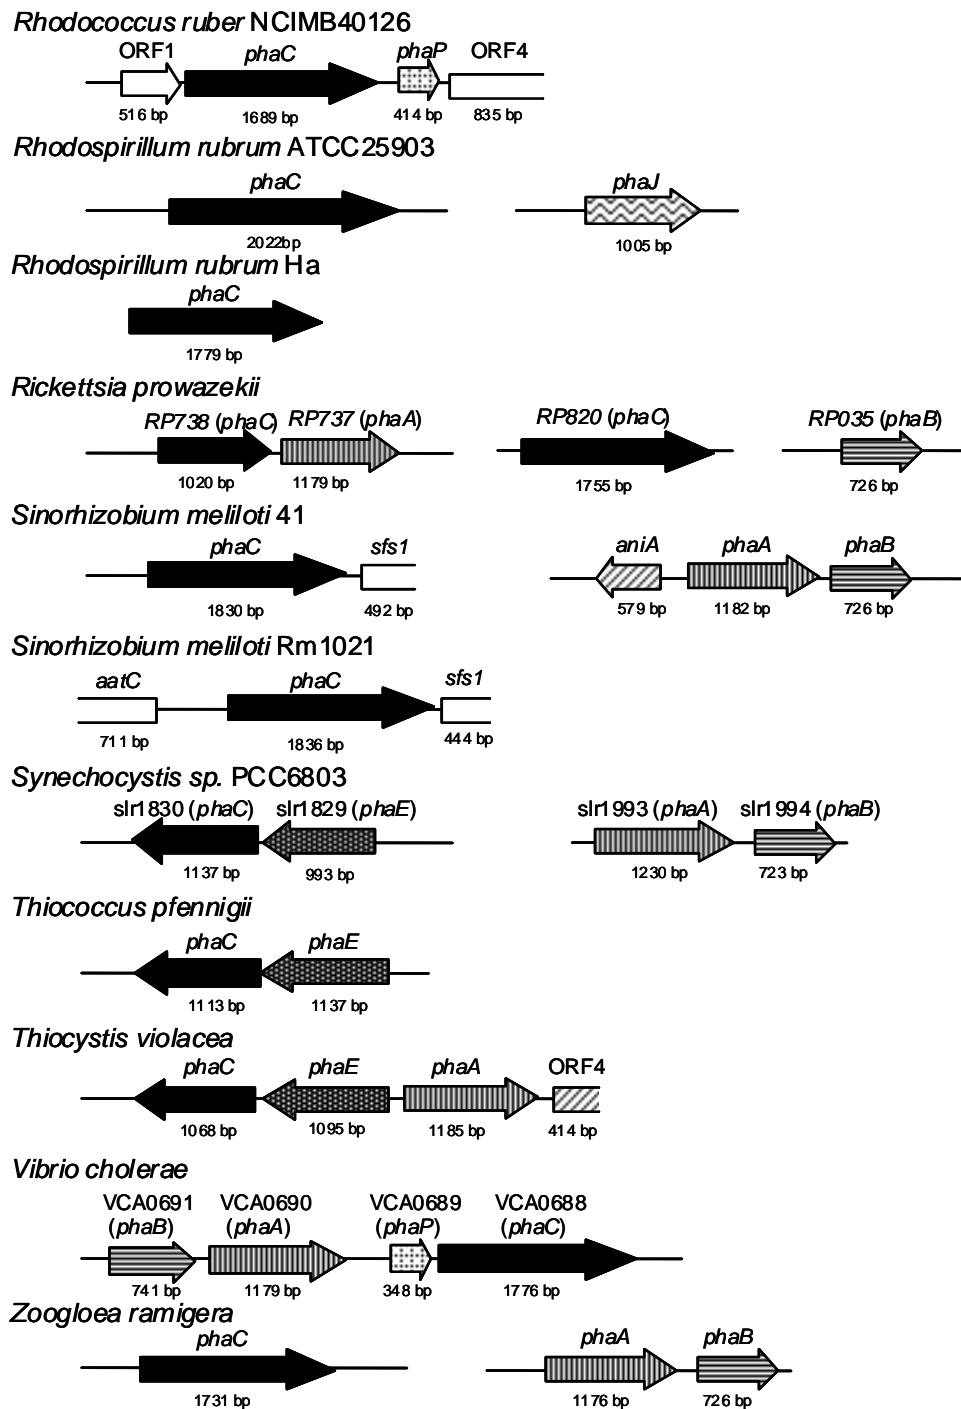 Rhodococcus ruber NCIMB40126
ORF1 phaC phaP ORF4
516 bp 1689 bp 414 bp 835 bp
Rhodospirillum rubrum ATCC25903
phaC phaJ
2022bp 1005 bp
Rhodospirillum rubrum Ha
phaC
1779 bp
Rickettsia prowazekii
RP738 (phaC) RP737 (phaA) RP820 (phaC) RP035 (phaB)
1020 bp 1179 bp 1755 bp 726 bp
Sinorhizobium meliloti 41
phaC sfs1 aniA phaA phaB
1830 bp 492 bp 579 bp 1182 bp 726 bp
Sinorhizobium meliloti Rm1021
aatC phaC sfs1
711 bp 1836 bp 444 bp
Synechocystis sp. PCC6803
slr1830 (phaC) slr1829 (phaE) slr1993 (phaA) slr1994 (phaB)
1137 bp 993 bp 1230 bp 723 bp
Thiococcus pfennigii
phaC phaE
1113 bp 1137 bp
Thiocystis violacea
phaC phaE phaA ORF4
1068 bp 1095 bp 1185 bp 414 bp
Vibrio cholerae
VCA0691 VCA0690 VCA0689 VCA0688
(phaB) (phaA) (phaP) (phaC)
741 bp 1179 bp 348 bp 1776 bp
Zoogloea ramigera
phaC phaA phaB
1731 bp 1176 bp 726 bp